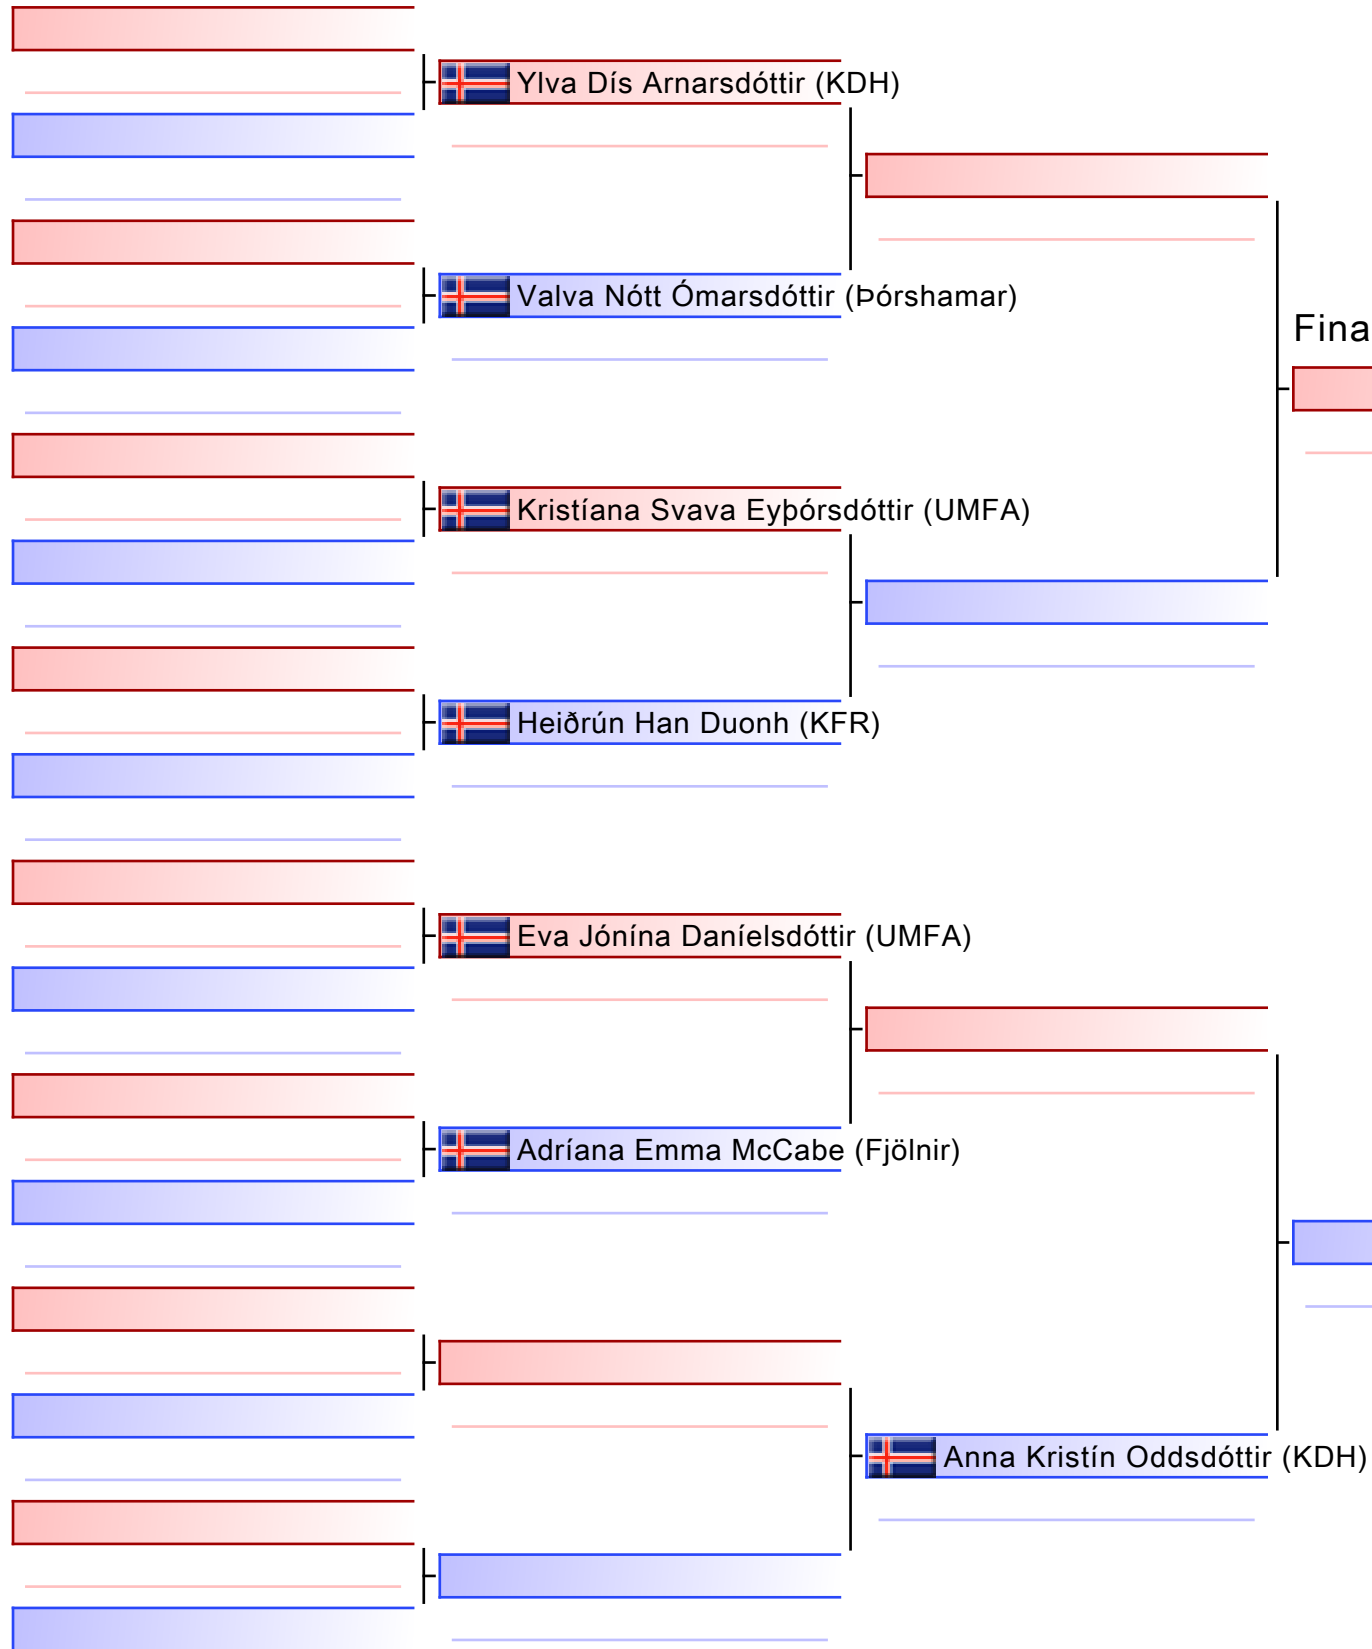 Ylva Dís Arnarsdóttir (KDH)
Valva Nótt Ómarsdóttir (Þórshamar)
Fina
Kristíana Svava Eyþórsdóttir (UMFA)
Heiðrún Han Duonh (KFR)
Eva Jónína Daníelsdóttir (UMFA)
Adríana Emma McCabe (Fjölnir)
Anna Kristín Oddsdóttir (KDH)